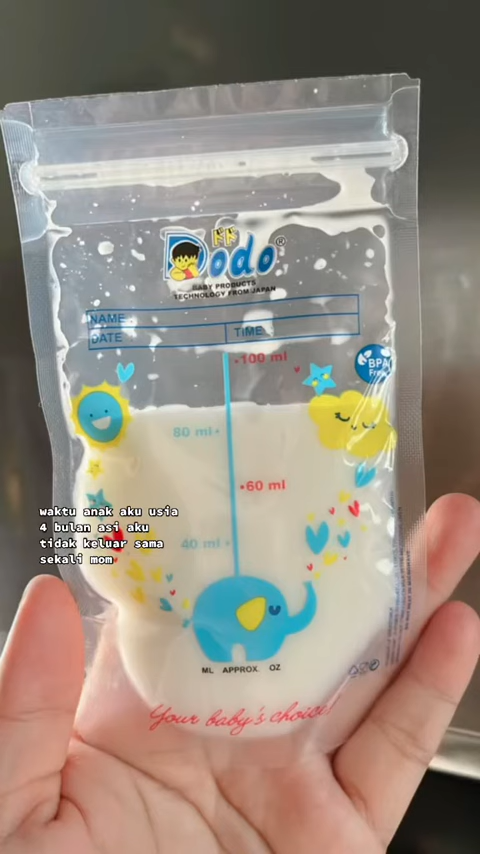 Dodo®
BABY PRODUCTS
TECHNOLOGY FROM JAPAN
NAME
DATE TIME
100 ml
BPA
Free
80 ml
60 ml
waktu anak aku usia
4 bulan asi aku
tidak keluar sama
sekali mom
40 ml
ML APPROX. OZ
Your baby's choice!